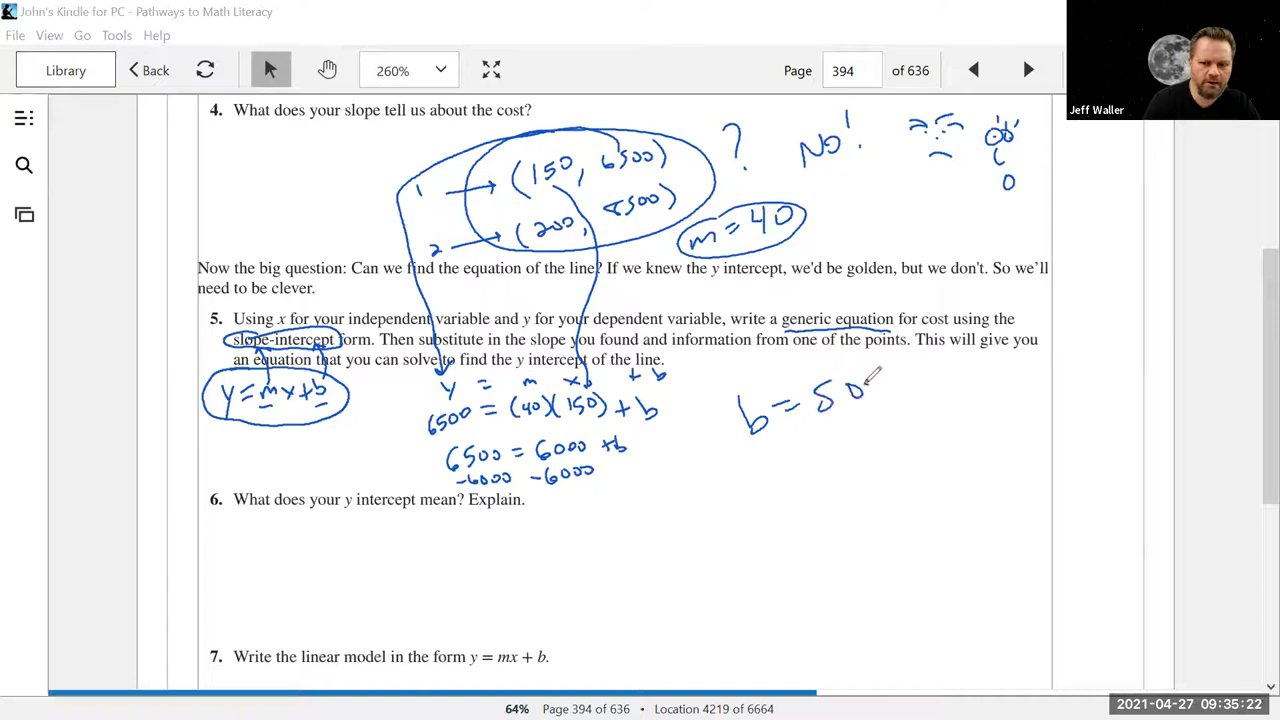 John's Kindle for PC - Pathways to Math Literacy
File View Go Tools Help
Library Back 260% Page 394 of 636
Jeff Waller
4. What does your slope tell us about the cost?
? NO!
1 → (150, 6500)
2 → (200, 8500)
m = 40
Now the big question: Can we find the equation of the line? If we knew the y intercept, we'd be golden, but we don't. So we'll
need to be clever.
5. Using x for your independent variable and y for your dependent variable, write a generic equation for cost using the
slope-intercept form. Then substitute in the slope you found and information from one of the points. This will give you
an equation that you can solve to find the y intercept of the line.
y = mx + b
y = m x + b
6500 = (40)(150) + b
6500 = 6000 + b
-6000 -6000
b = 50
6. What does your y intercept mean? Explain.
7. Write the linear model in the form y = mx + b.
64% Page 394 of 636 • Location 4219 of 6664
2021-04-27 09:35:22